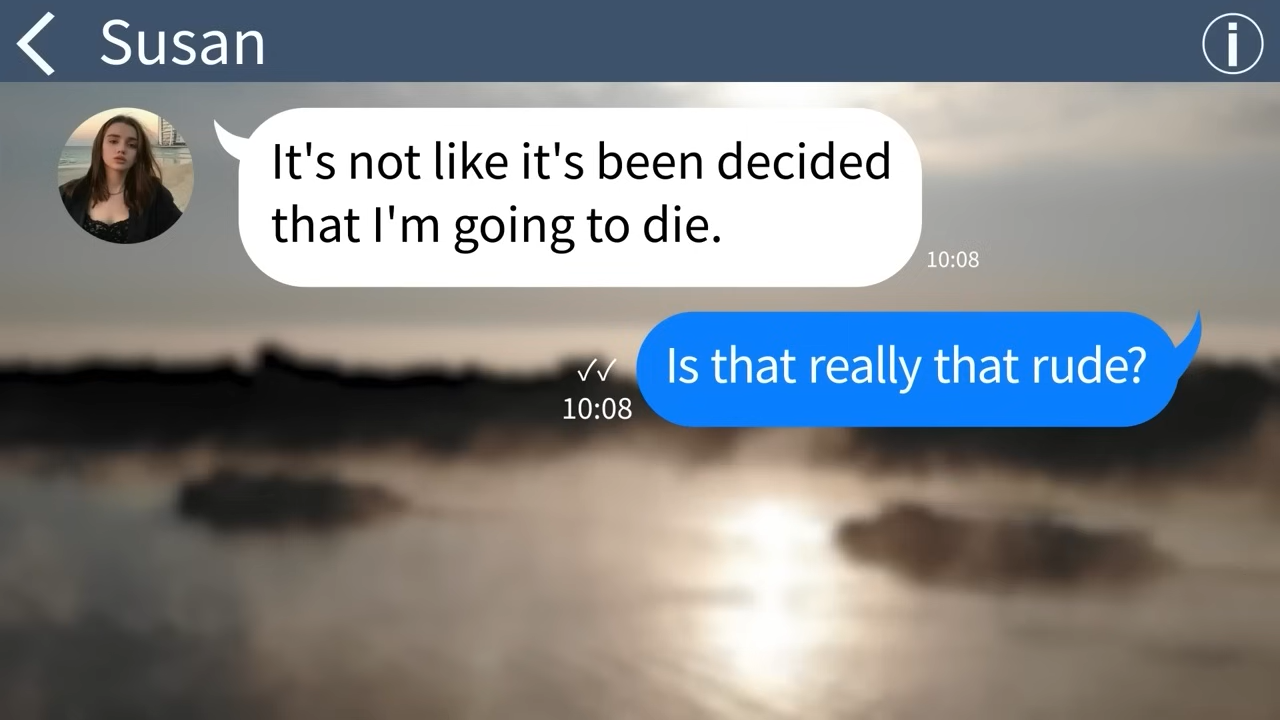 Susan
It's not like it's been decided
that I'm going to die.
10:08
Is that really that rude?
10:08